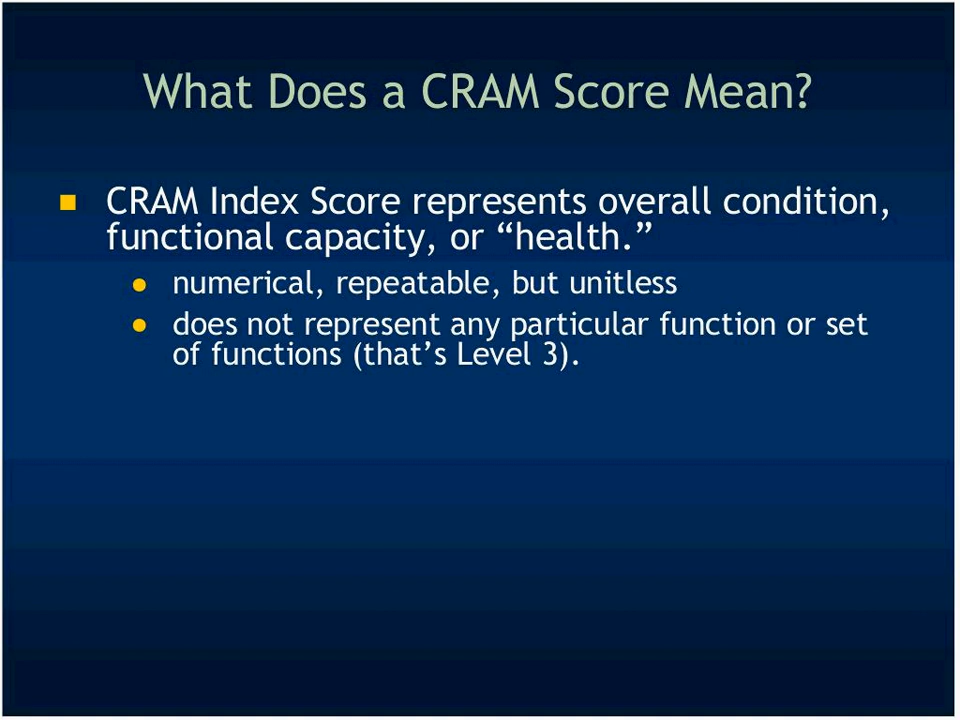 What Does a CRAM Score Mean?
CRAM Index Score represents overall condition,
functional capacity, or “health.”
numerical, repeatable, but unitless
does not represent any particular function or set
of functions (that’s Level 3).